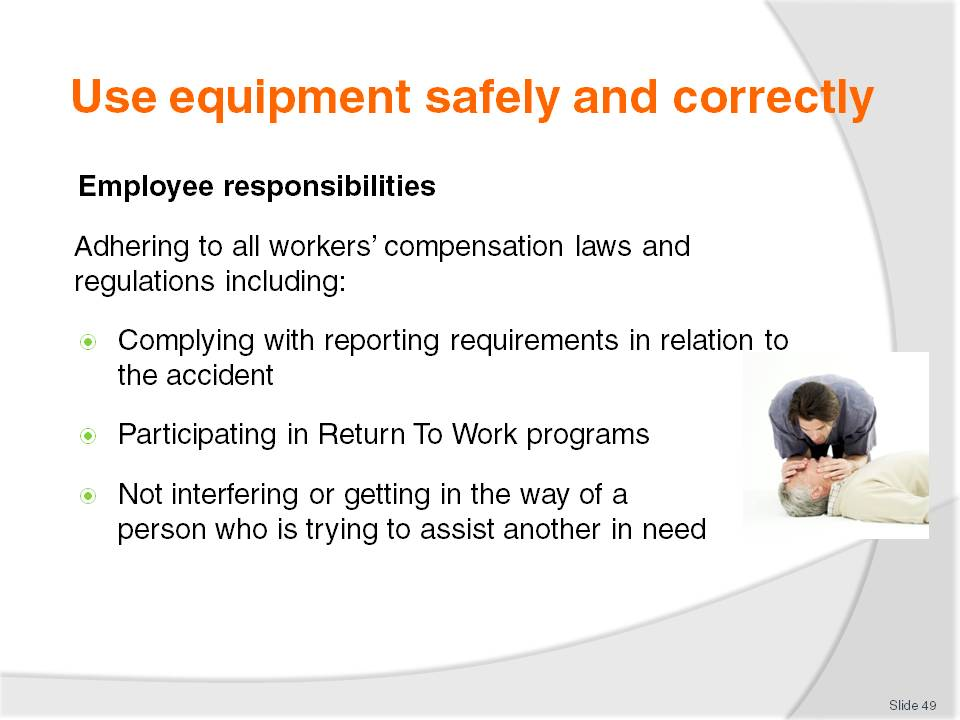 Use equipment safely and correctly
Employee responsibilities
Adhering to all workers’ compensation laws and
regulations including:
Complying with reporting requirements in relation to
the accident
Participating in Return To Work programs
Not interfering or getting in the way of a
person who is trying to assist another in need
Slide 49